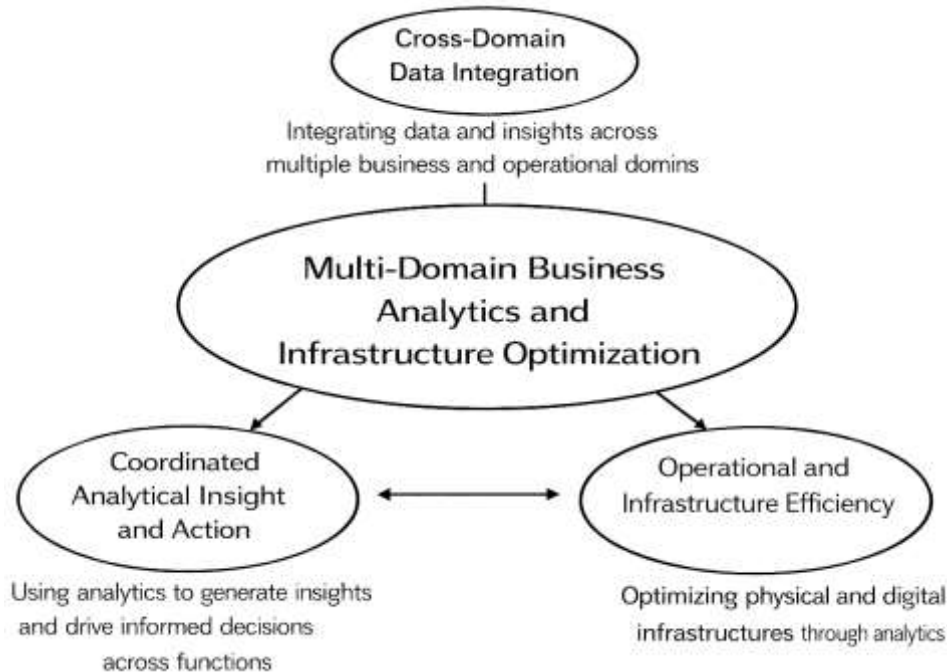 Cross-Domain
Data Integration
Integrating data and insights across
multiple business and operational domins
Multi-Domain Business
Analytics and
Infrastructure Optimization
Coordinated
Analytical Insight
and Action
Operational and
Infrastructure Efficiency
Using analytics to generate insights
and drive informed decisions
across functions
Optimizing physical and digital
infrastructures through analytics